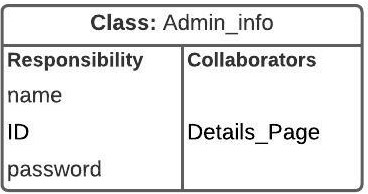 Class: Admin_info
Responsibility Collaborators
name
ID Details_Page
password